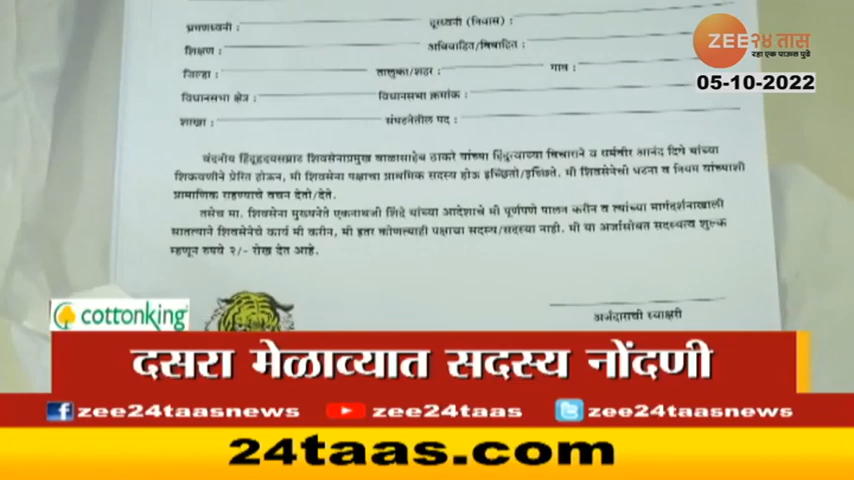 भ्रमणध्वनी :
दूरध्वनी (निवास) :
शिक्षण :
अविवाहित/विवाहित :
जिल्हा :
तालुका/शहर :
गाव :
विधानसभा क्षेत्र :
विधानसभा क्रमांक :
शाखा :
संघटनेतील पद :
वंदनीय हिंदूहृदयसम्राट शिवसेनाप्रमुख बाळासाहेब ठाकरे यांच्या हिंदुत्वाच्या विचाराने व धर्मवीर आनंद दिघे यांच्या
शिकवणीने प्रेरित होऊन, मी शिवसेना पक्षाचा प्राथमिक सदस्य होऊ इच्छितो/इच्छिते. मी शिवसेनेची घटना व नियम यांच्याशी
प्रामाणिक राहण्याचे वचन देतो/देते.
तसेच मा. शिवसेना मुख्यनेते एकनाथजी शिंदे यांच्या आदेशाचे मी पूर्णपणे पालन करीन व त्यांच्या मार्गदर्शनाखाली
सातत्याने शिवसेनेचे कार्य मी करीन, मी इतर कोणत्याही पक्षाचा सदस्य/सदस्या नाही. मी या अर्जासोबत सदस्यत्व शुल्क
म्हणून रुपये २/- रोख देत आहे.
अर्जदाराची स्वाक्षरी
ZEE २४ तास
रहा एक पाऊल पुढे
05-10-2022
cottonking
दसरा मेळाव्यात सदस्य नोंदणी
zee24taasnews
zee24taas
zee24taasnews
24taas.com